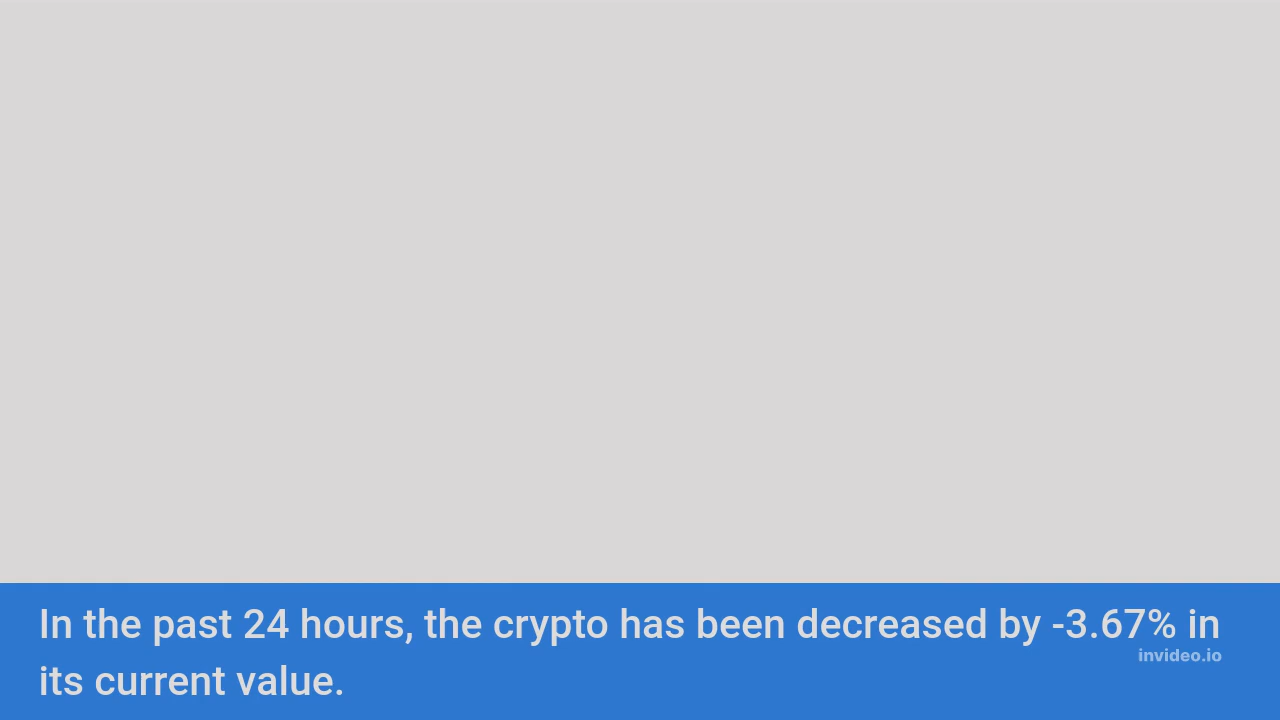 In the past 24 hours, the crypto has been decreased by -3.67% in
invideo.io
its current value.